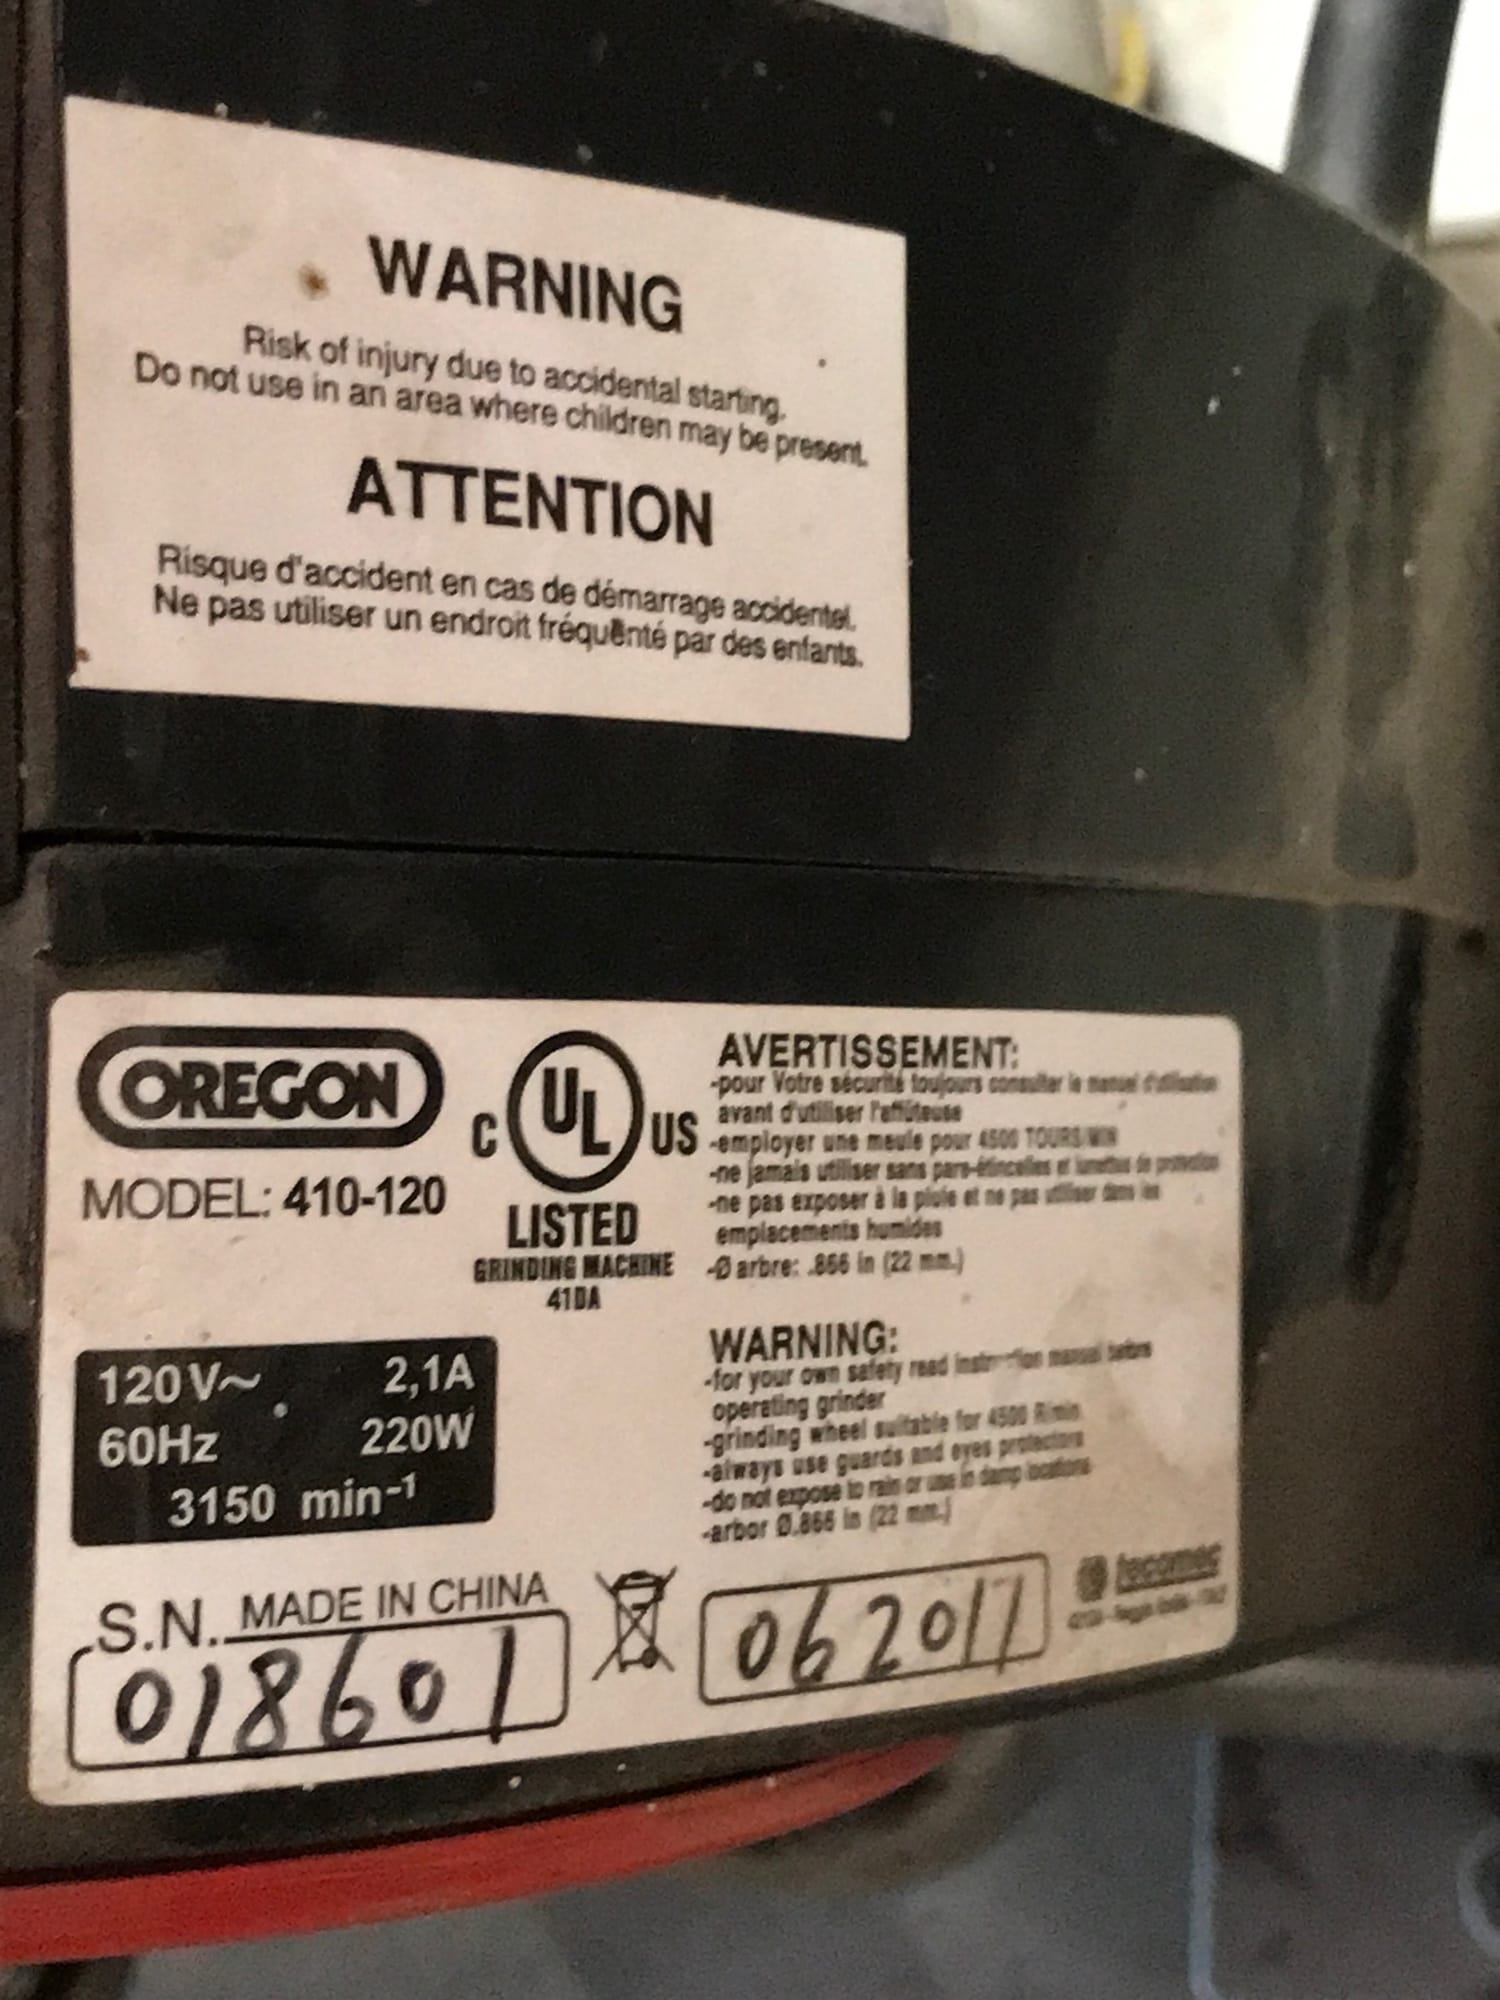 WARNING
Risk of injury due to accidental starting.
Do not use in an area where children may be present.
ATTENTION
Risque d'accident en cas de démarrage accidentel.
Ne pas utiliser un endroit fréquenté par des enfants.
OREGON
MODEL: 410-120
C UL US
LISTED
GRINDING MACHINE
41DA
120V~ 2,1A
60Hz 220W
3150 min-1
AVERTISSEMENT:
-pour Votre sécurité toujours consulter le manuel d'utilisation
avant d'utiliser l'affûteuse
-employer une meule pour 4500 TOURS/MIN
-ne jamais utiliser sans pare-étincelles et lunettes de protection
-ne pas exposer à la pluie et ne pas utiliser dans les
emplacements humides
-Ø arbre: .866 in (22 mm.)
WARNING:
-for your own safety read instruction manual before
operating grinder
-grinding wheel suitable for 4500 R/min
-always use guards and eyes protectors
-do not expose to rain or use in damp locations
-arbor Ø.866 in (22 mm.)
S.N. MADE IN CHINA
018601
062017
tecomec